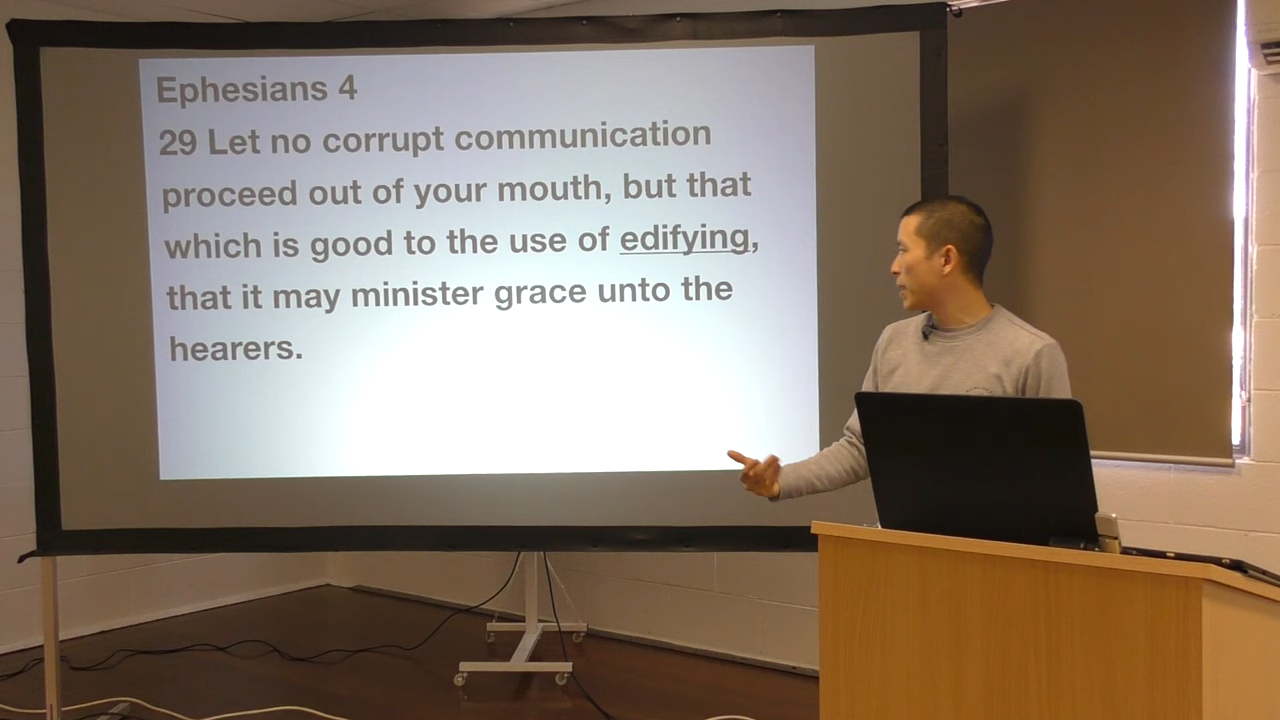 Ephesians 4
29 Let no corrupt communication
proceed out of your mouth, but that
which is good to the use of edifying,
that it may minister grace unto the
hearers.